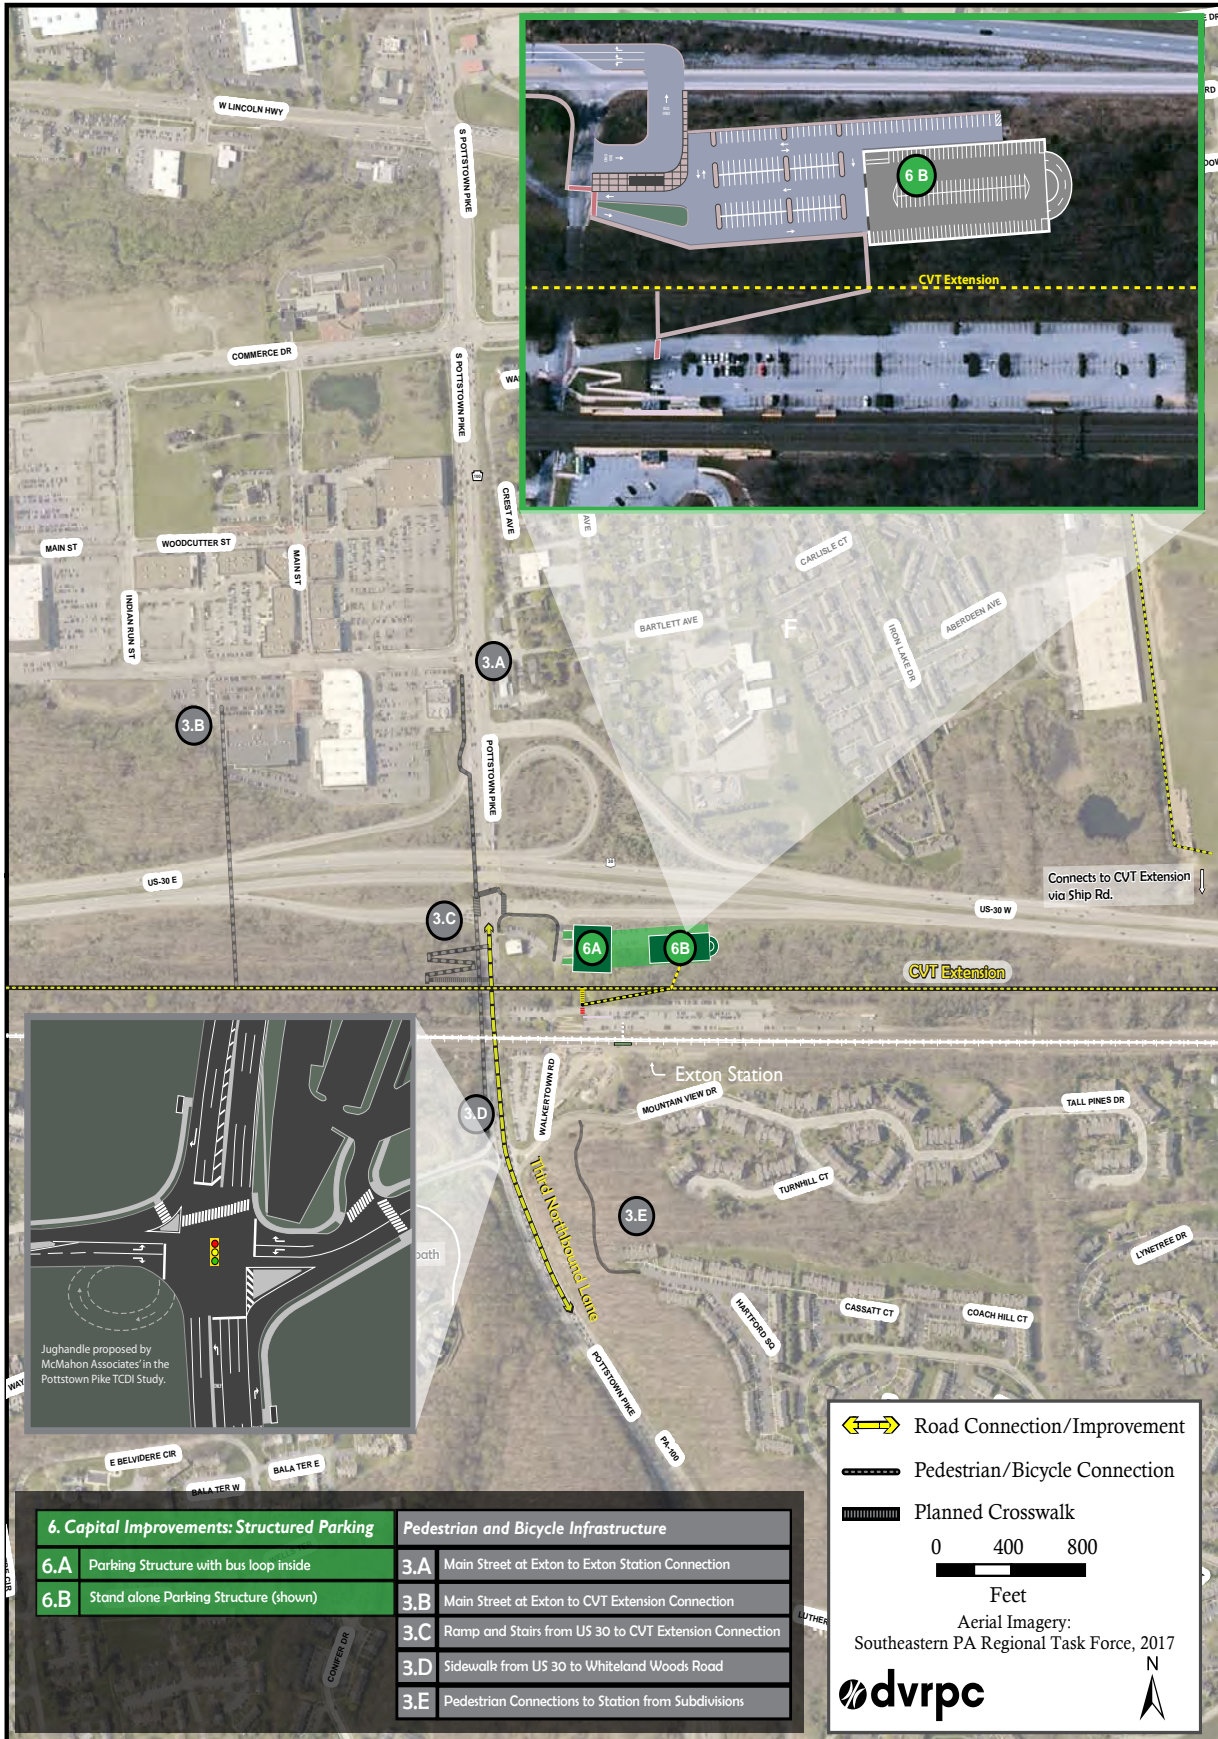 W LINCOLN HWY
S POTTSTOWN PIKE
6 B
CVT Extension
COMMERCE DR
S POTTSTOWN PIKE
WA
100
CREST AVE
AVE
MAIN ST
WOODCUTTER ST
MAIN ST
INDIAN RUN ST
CARLISLE CT
BARTLETT AVE
F
IRON LAKE DR
ABERDEEN AVE
3.A
3.B
POTTSTOWN PIKE
30
US-30 E
Connects to CVT Extension
via Ship Rd.
US-30 W
3.C
6A
6B
CVT Extension
Exton Station
WALKERTOWN RD
MOUNTAIN VIEW DR
TALL PINES DR
3.D
TURNHILL CT
Third Northbound Lane
3.E
LYNETREE DR
path
HARTFORD SQ
CASSATT CT
COACH HILL CT
Jughandle proposed by
McMahon Associates' in the
Pottstown Pike TCDI Study.
WAY
POTTSTOWN PIKE
PA-100
E BELVIDERE CIR
BALA TER E
BALA TER W
Road Connection/Improvement
Pedestrian/Bicycle Connection
Planned Crosswalk
0 400 800
Feet
Aerial Imagery:
Southeastern PA Regional Task Force, 2017
dvrpc
N
6. Capital Improvements: Structured Parking
6.A Parking Structure with bus loop inside
6.B Stand alone Parking Structure (shown)
Pedestrian and Bicycle Infrastructure
3.A Main Street at Exton to Exton Station Connection
3.B Main Street at Exton to CVT Extension Connection
3.C Ramp and Stairs from US 30 to CVT Extension Connection
3.D Sidewalk from US 30 to Whiteland Woods Road
3.E Pedestrian Connections to Station from Subdivisions
CONIFER DR
LUTHER